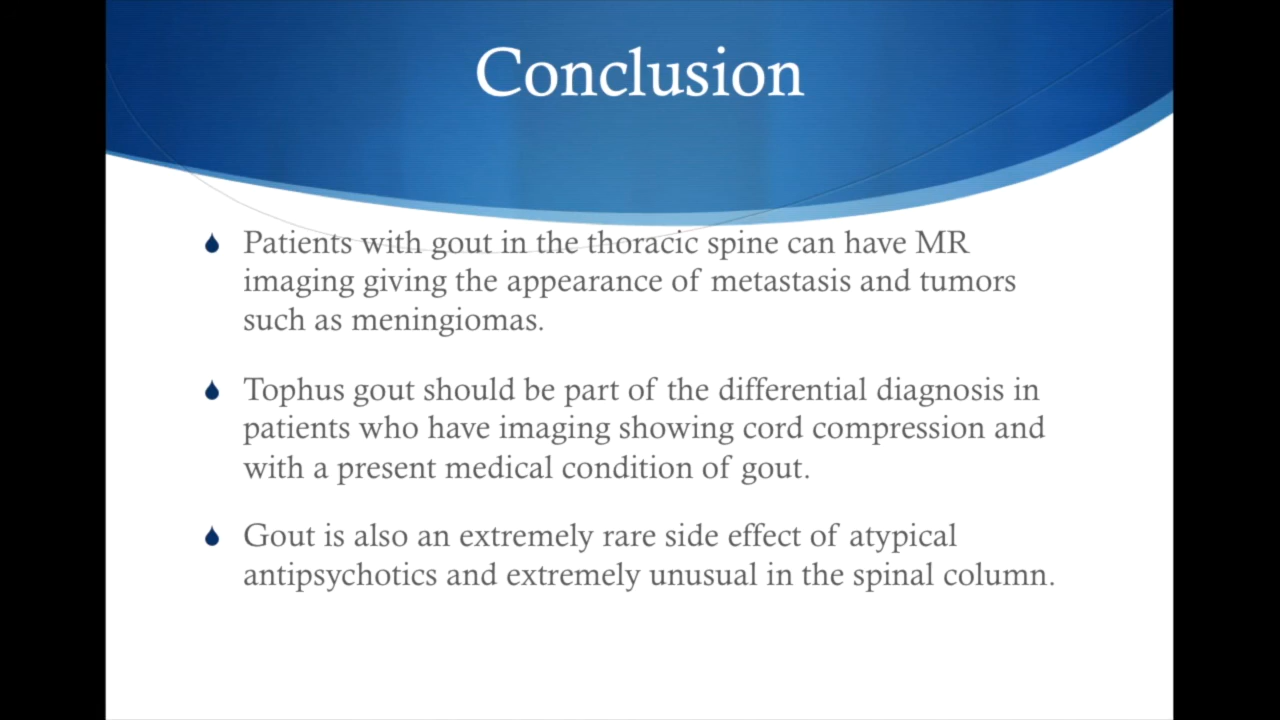 Conclusion
Patients with gout in the thoracic spine can have MR
imaging giving the appearance of metastasis and tumors
such as meningiomas.
Tophus gout should be part of the differential diagnosis in
patients who have imaging showing cord compression and
with a present medical condition of gout.
Gout is also an extremely rare side effect of atypical
antipsychotics and extremely unusual in the spinal column.